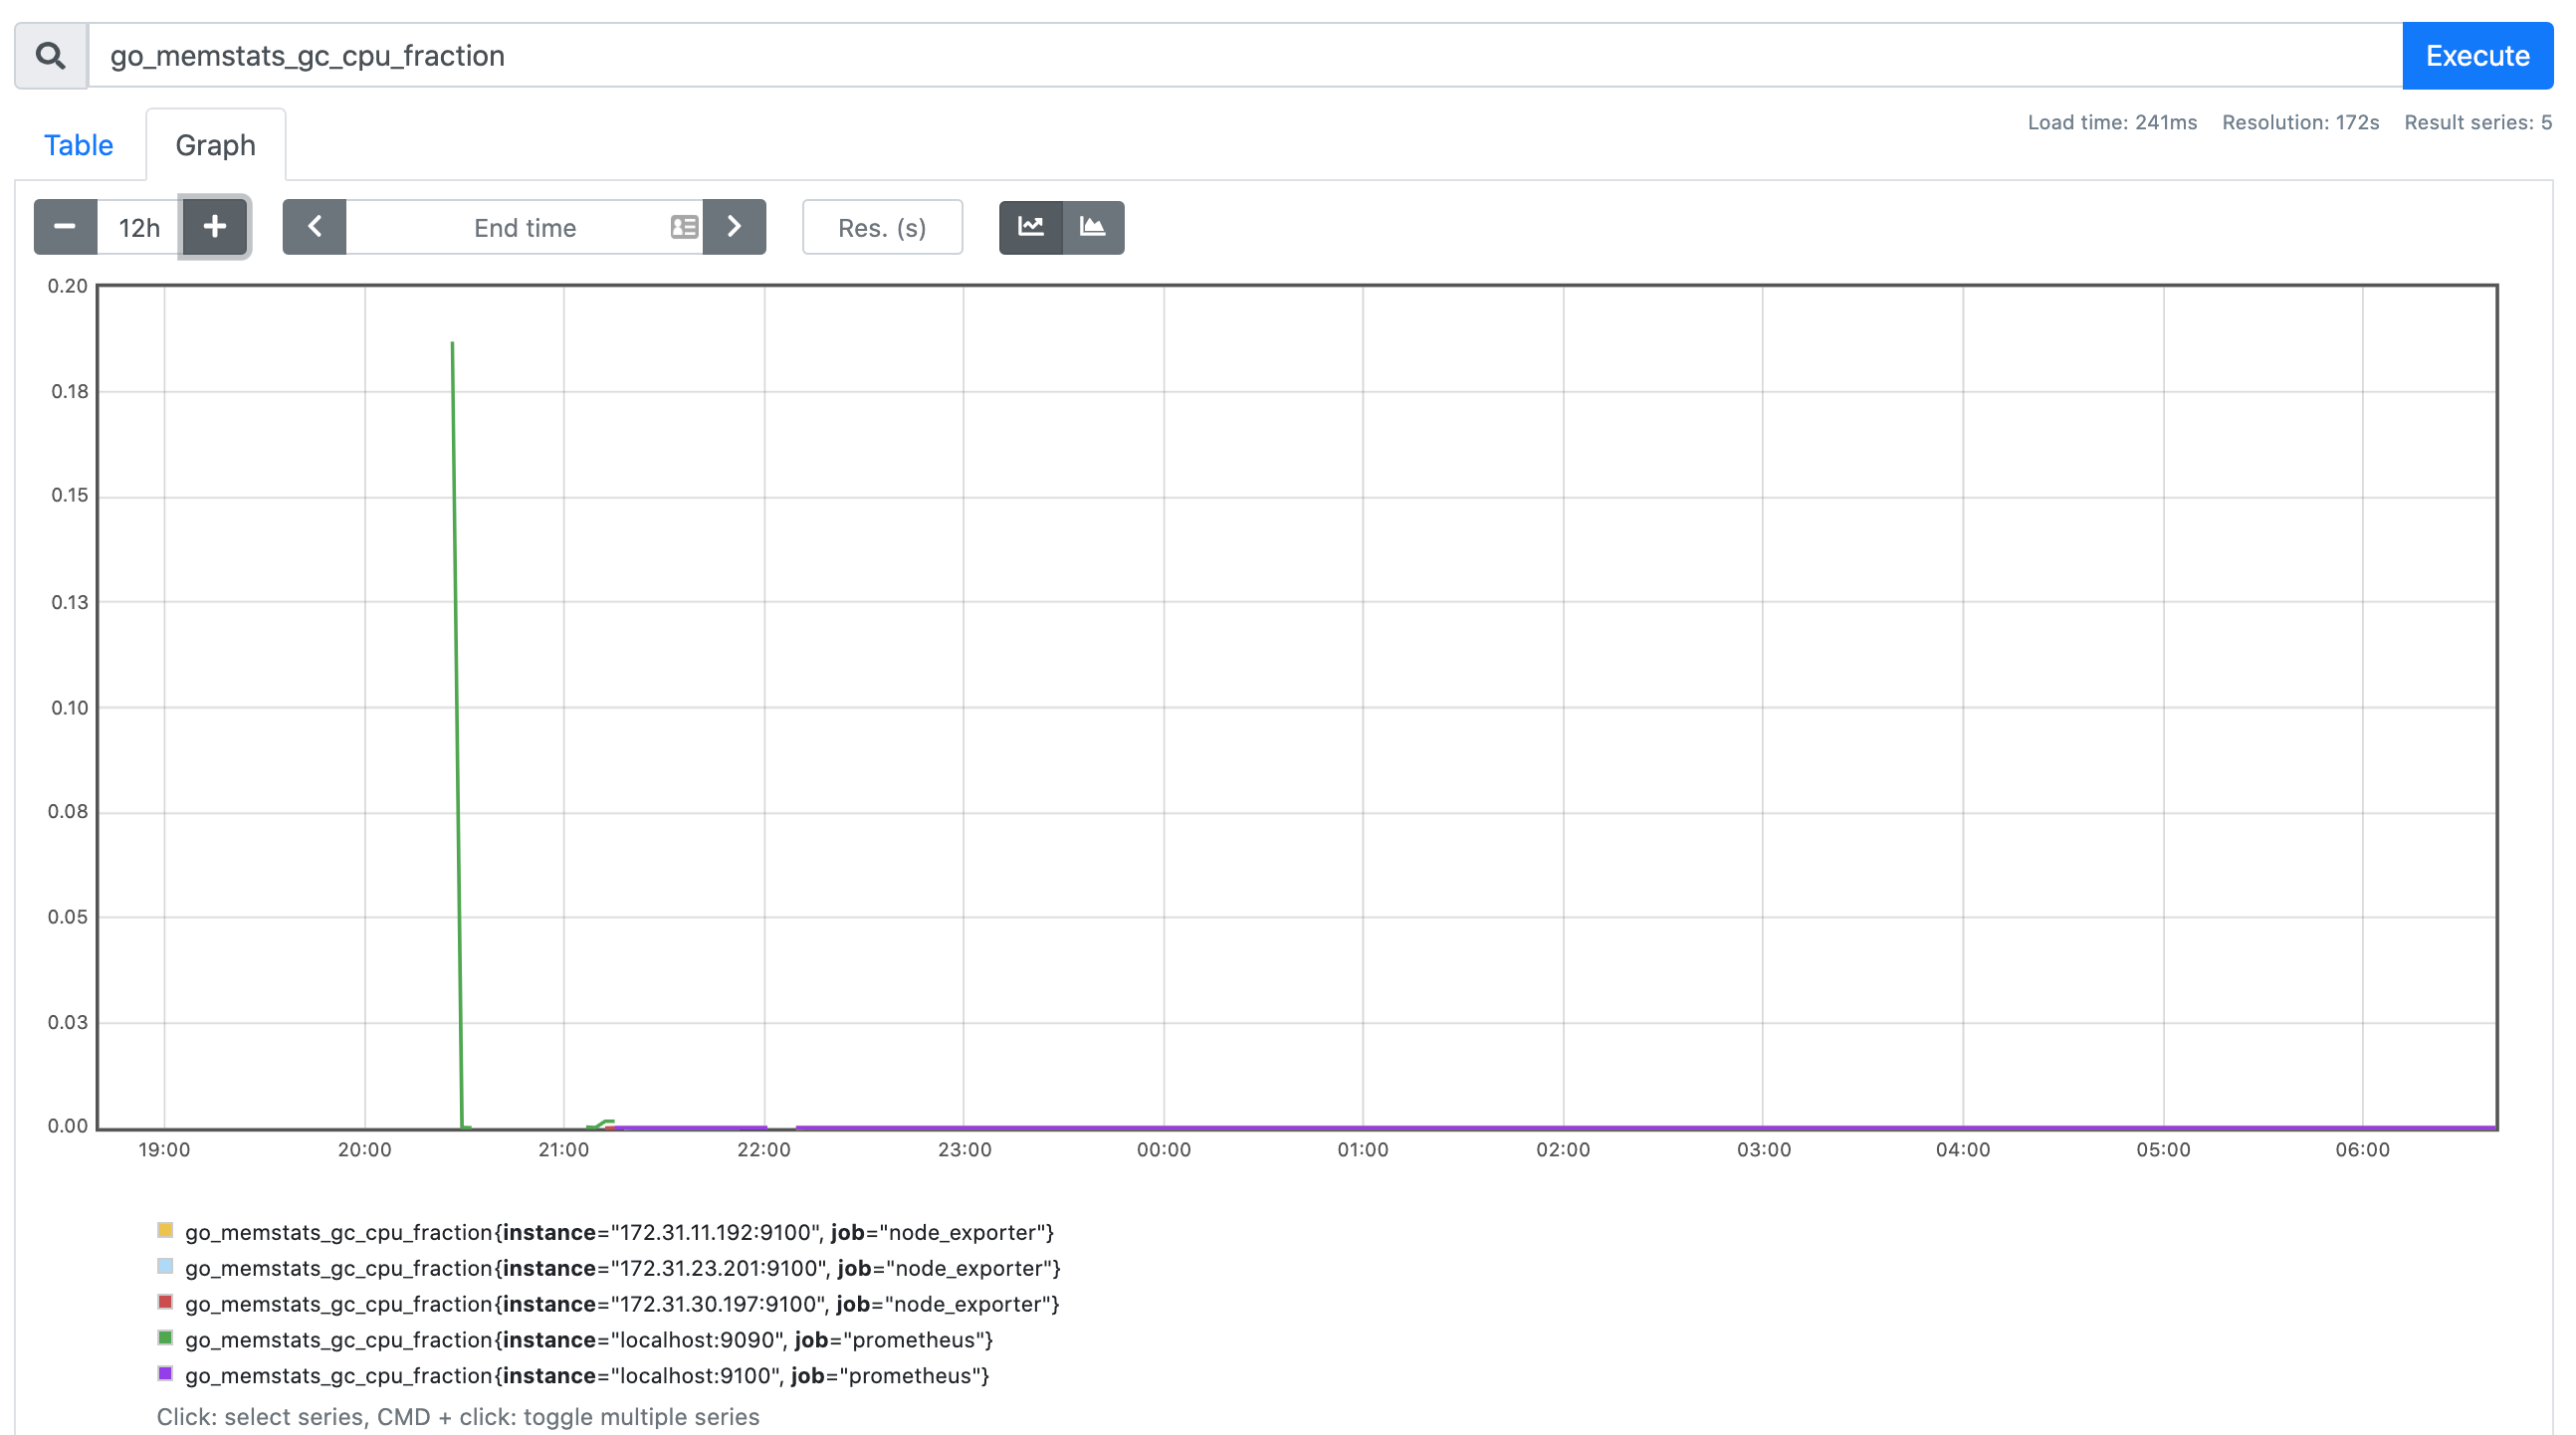 go_memstats_gc_cpu_fraction
Execute
Table
Graph
Load time: 241ms Resolution: 172s Result series: 5
12h
End time
Res. (s)
0.20
0.18
0.15
0.13
0.10
0.08
0.05
0.03
0.00
19:00 20:00 21:00 22:00 23:00 00:00 01:00 02:00 03:00 04:00 05:00 06:00
go_memstats_gc_cpu_fraction{instance="172.31.11.192:9100", job="node_exporter"}
go_memstats_gc_cpu_fraction{instance="172.31.23.201:9100", job="node_exporter"}
go_memstats_gc_cpu_fraction{instance="172.31.30.197:9100", job="node_exporter"}
go_memstats_gc_cpu_fraction{instance="localhost:9090", job="prometheus"}
go_memstats_gc_cpu_fraction{instance="localhost:9100", job="prometheus"}
Click: select series, CMD + click: toggle multiple series